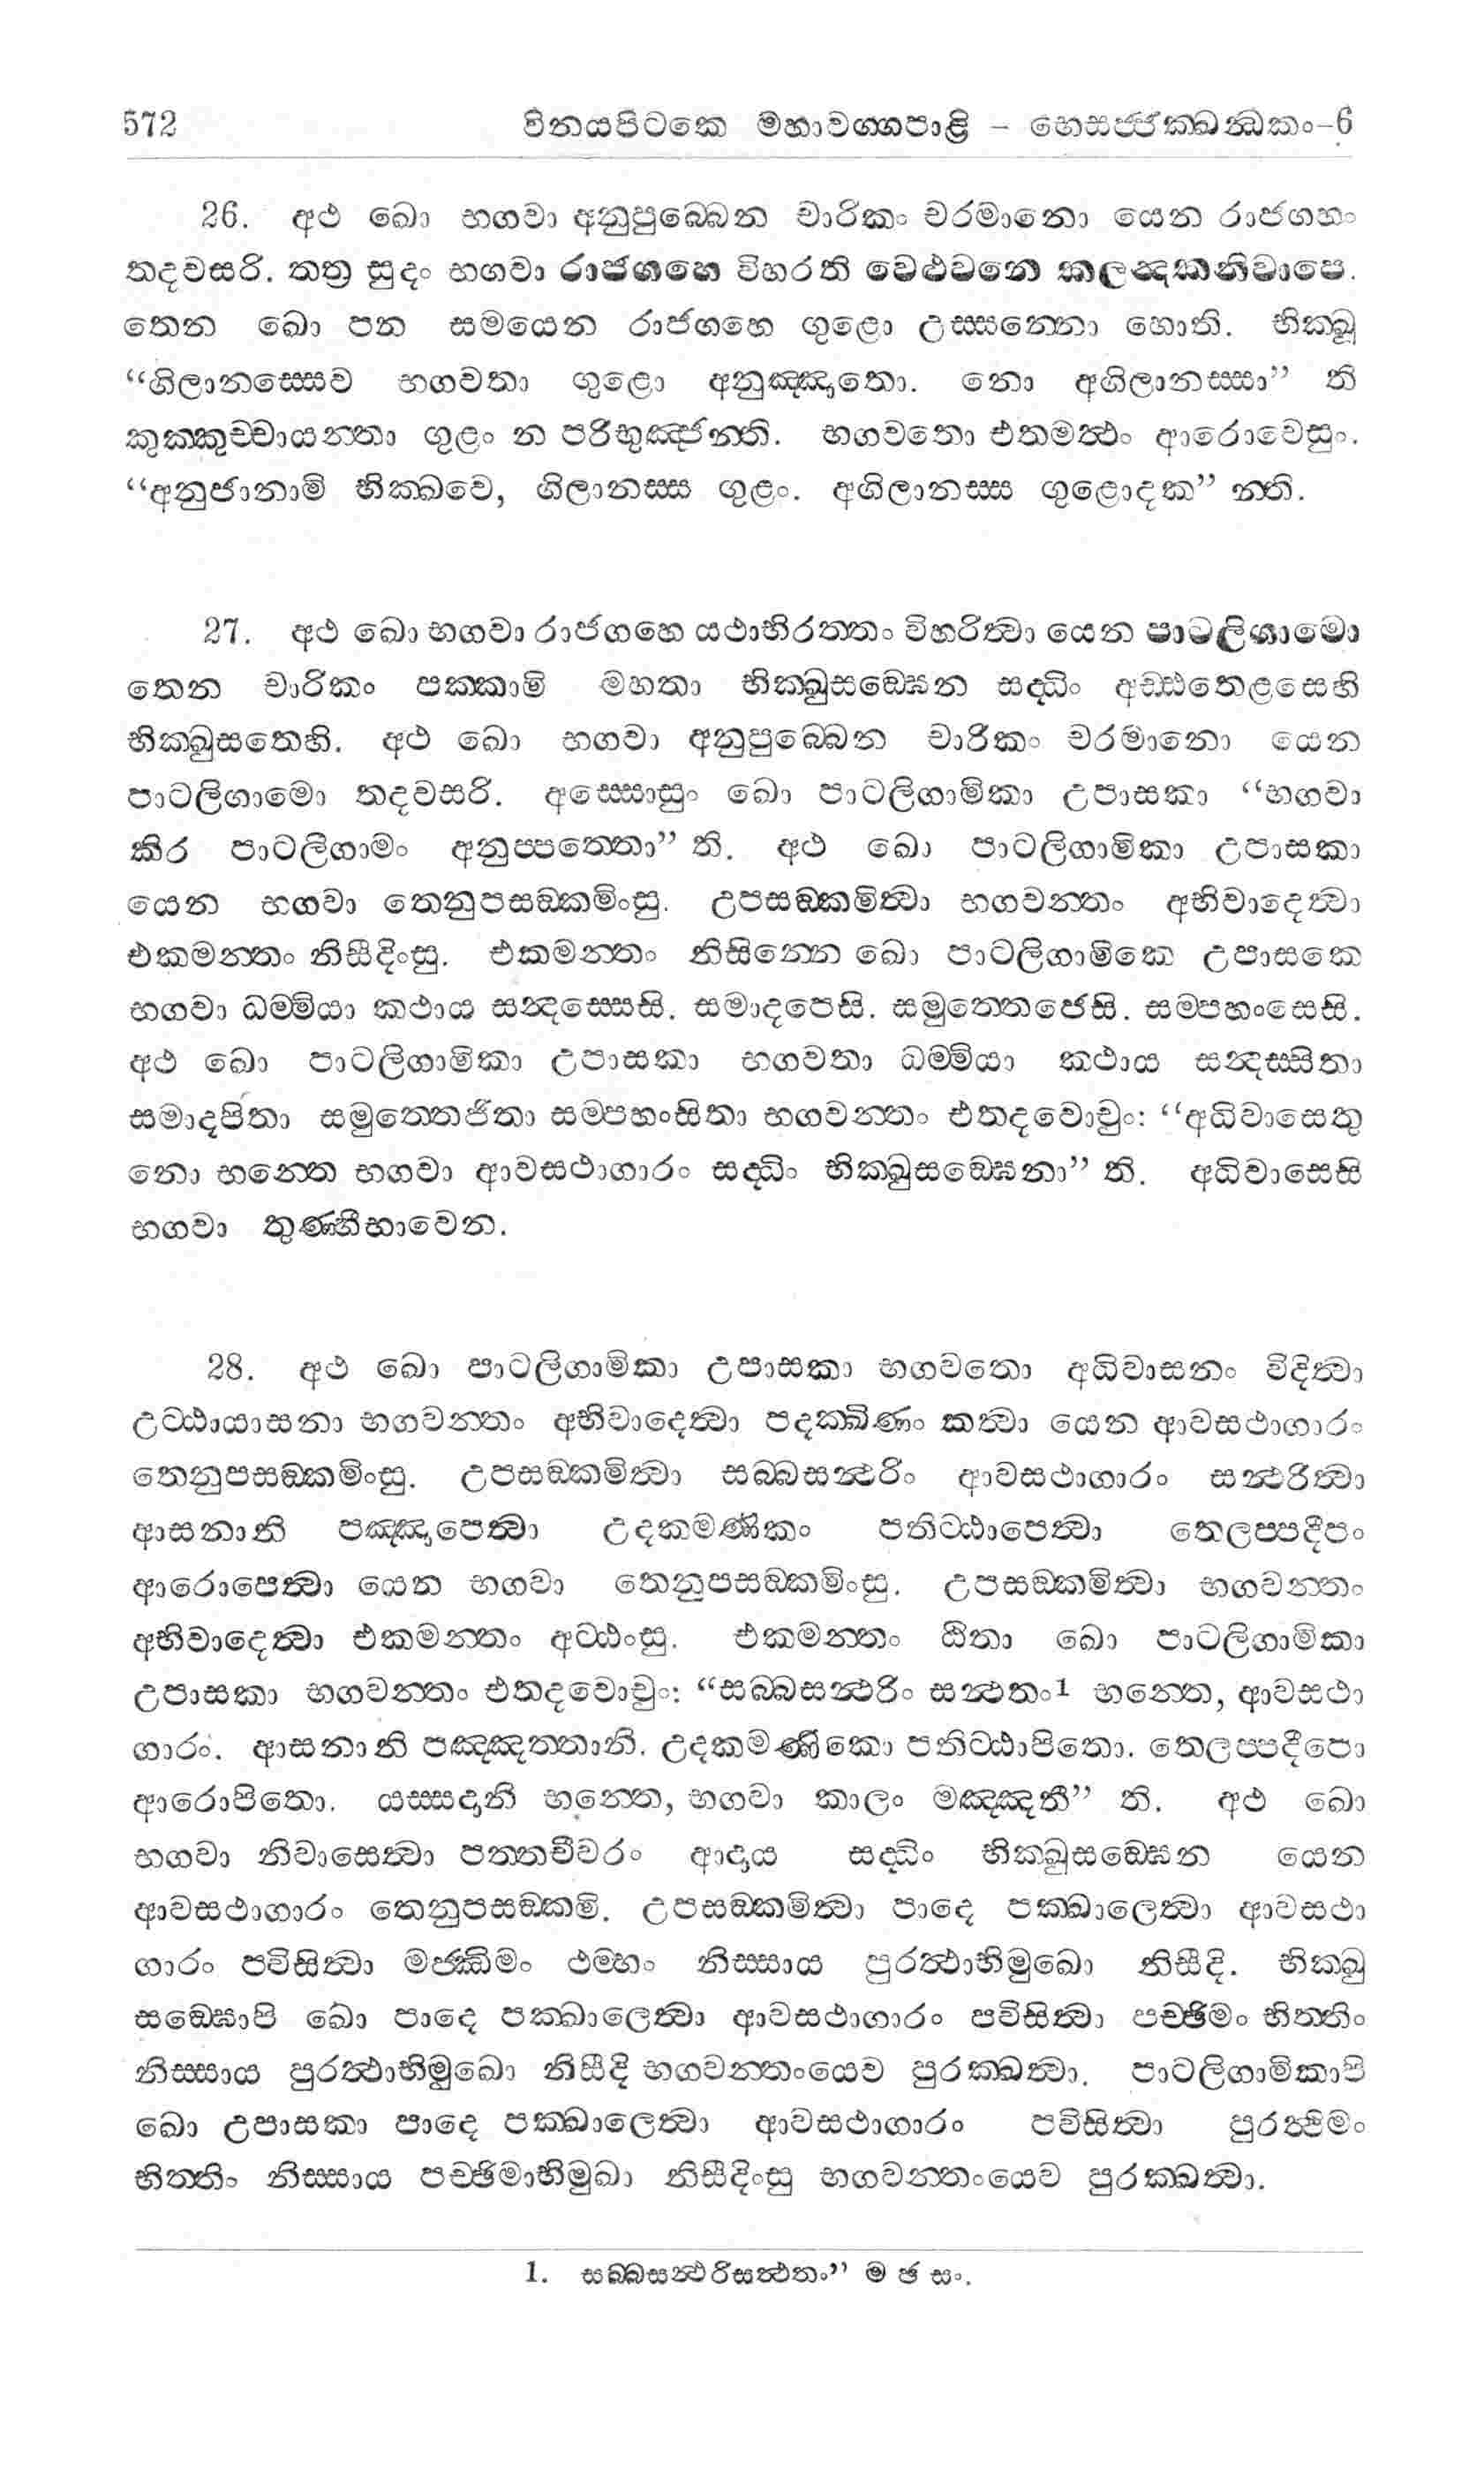 572 විනයපිටකෙ මහාවග්ගපාළි – භෙසජ්ජක්ඛන්ධකං–6
26. අථ ඛො භගවා අනුපුබ්බෙන චාරිකං චරමානො යෙන රාජගහං
තදවසරි. තත්‍ර සුදං භගවා රාජගහෙ විහරති වෙළුවනෙ කලන්‍දකනිවාපෙ.
තෙන ඛො පන සමයෙන රාජගහෙ ගුළො උස්සන්නො හොති. භික්ඛූ
“ගිලානස්සෙව භගවතා ගුළො අනුඤ්ඤාතො. නො අගිලානස්සා” ති
කුක්කුච්චායන්තා ගුළං න පරිභුඤ්ජන්ති. භගවතො එතමත්‍ථං ආරොචෙසුං.
“අනුජානාමි භික්ඛවෙ, ගිලානස්ස ගුළං. අගිලානස්ස ගුළොදක” න්ති.
27. අථ ඛො භගවා රාජගහෙ යථාභිරත්තං විහරිත්‍වා යෙන පාටලිගාමො
තෙන චාරිකං පක්කාමි මහතා භික්ඛුසඞ්ඝෙන සද්ධිං අඩ්ඪතෙළසෙහි
භික්ඛුසතෙහි. අථ ඛො භගවා අනුපුබ්බෙන චාරිකං චරමානො යෙන
පාටලිගාමො තදවසරි. අස්සොසුං ඛො පාටලිගාමිකා උපාසකා “භගවා
කිර පාටලිගාමං අනුප්පත්තො” ති. අථ ඛො පාටලිගාමිකා උපාසකා
යෙන භගවා තෙනුපසඞ්කමිංසු. උපසඞ්කමිත්‍වා භගවන්තං අභිවාදෙත්‍වා
එකමන්තං නිසීදිංසු. එකමන්තං නිසින්නෙ ඛො පාටලිගාමිකෙ උපාසකෙ
භගවා ධම්මියා කථාය සන්‍දස්සෙසි. සමාදපෙසි. සමුත්තෙජෙසි. සම්පහංසෙසි.
අථ ඛො පාටලිගාමිකා උපාසකා භගවතා ධම්මියා කථාය සන්‍දස්සිතා
සමාදපිතා සමුත්තෙජිතා සම්පහංසිතා භගවන්තං එතදවොචුං: “අධිවාසෙතු
නො භන්තෙ භගවා ආවසථාගාරං සද්ධිං භික්ඛුසඞ්ඝෙනා” ති. අධිවාසෙසි
භගවා තුණ්හීභාවෙන.
28. අථ ඛො පාටලිගාමිකා උපාසකා භගවතො අධිවාසනං විදිත්‍වා
උට්ඨායාසනා භගවන්තං අභිවාදෙත්‍වා පදක්ඛිණං කත්‍වා යෙන ආවසථාගාරං
තෙනුපසඞ්කමිංසු. උපසඞ්කමිත්‍වා සබ්බසන්‍ථරිං ආවසථාගාරං සන්‍ථරිත්‍වා
ආසනානි පඤ්ඤාපෙත්‍වා උදකමණිකං පතිට්ඨාපෙත්‍වා තෙලප්පදීපං
ආරොපෙත්‍වා යෙන භගවා තෙනුපසඞ්කමිංසු. උපසඞ්කමිත්‍වා භගවන්තං
අභිවාදෙත්‍වා එකමන්තං අට්ඨංසු. එකමන්තං ඨිතා ඛො පාටලිගාමිකා
උපාසකා භගවන්තං එතදවොචුං: “සබ්බසන්‍ථරිං සන්‍ථතං1 භන්තෙ, ආවසථා
ගාරං. ආසනානි පඤ්ඤත්තානි. උදකමණිකො පතිට්ඨාපිතො. තෙලප්පදීපො
ආරොපිතො. යස්සදානි භන්තෙ, භගවා කාලං මඤ්ඤතී” ති. අථ ඛො
භගවා නිවාසෙත්‍වා පත්තචීවරං ආදාය සද්ධිං භික්ඛුසඞ්ඝෙන යෙන
ආවසථාගාරං තෙනුපසඞ්කමි. උපසඞ්කමිත්‍වා පාදෙ පක්ඛාලෙත්‍වා ආවසථා
ගාරං පවිසිත්‍වා මජ්ඣිමං ථම්භං නිස්සාය පුරත්‍ථාභිමුඛො නිසීදි. භික්ඛු
සඞ්ඝොපි ඛො පාදෙ පක්ඛාලෙත්‍වා ආවසථාගාරං පවිසිත්‍වා පච්ඡිමං භිත්තිං
නිස්සාය පුරත්‍ථාභිමුඛො නිසීදි භගවන්තංයෙව පුරක්ඛත්‍වා. පාටලිගාමිකාපි
ඛො උපාසකා පාදෙ පක්ඛාලෙත්‍වා ආවසථාගාරං පවිසිත්‍වා පුරත්‍ථිමං
භිත්තිං නිස්සාය පච්ඡිමාභිමුඛා නිසීදිංසු භගවන්තංයෙව පුරක්ඛත්‍වා.
1. සබ්බසන්‍ථරිසත්‍ථතං” ම ඡ සං.